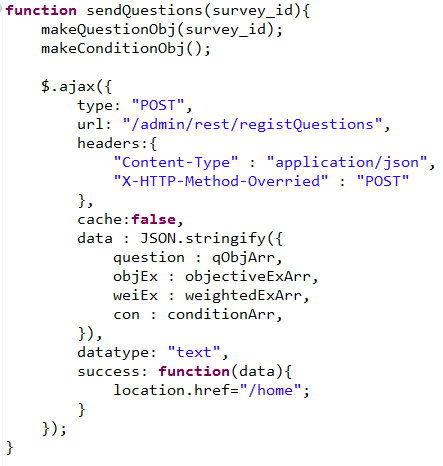 function sendQuestions(survey_id){
    makeQuestionObj(survey_id);
    makeConditionObj();

    $.ajax({
        type: "POST",
        url: "/admin/rest/registQuestions",
        headers:{
            "Content-Type" : "application/json",
            "X-HTTP-Method-Overried" : "POST"
        },
        cache:false,
        data : JSON.stringify({
            question : qObjArr,
            objEx : objectiveExArr,
            weiEx : weightedExArr,
            con : conditionArr,
        }),
        datatype: "text",
        success: function(data){
            location.href="/home";
        }
    });
}